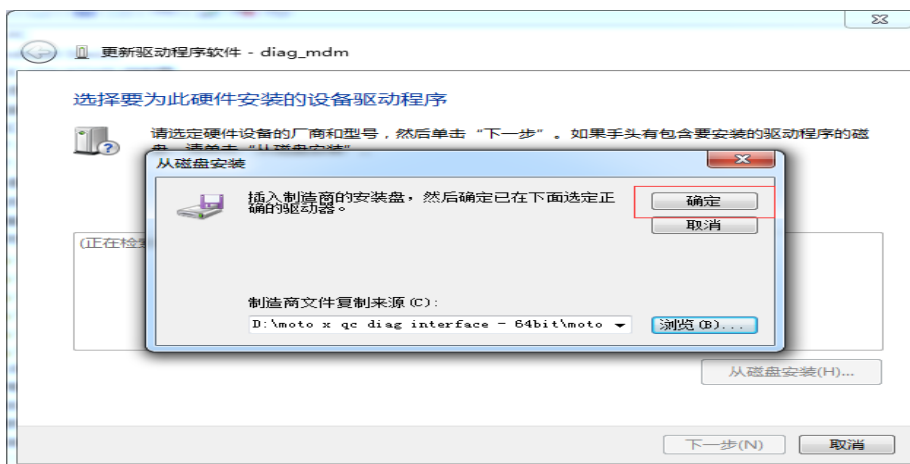 更新驱动程序软件 - diag_mdm
选择要为此硬件安装的设备驱动程序
请选定硬件设备的厂商和型号，然后单击“下一步”。如果手头有包含要安装的驱动程序的磁
从磁盘安装
插入制造商的安装盘，然后确定已在下面选定正
确的驱动器。
确定
取消
(正在检
制造商文件复制来源(C):
D:\moto x qc diag interface - 64bit\moto
浏览(B)...
从磁盘安装(H)...
下一步(N)
取消